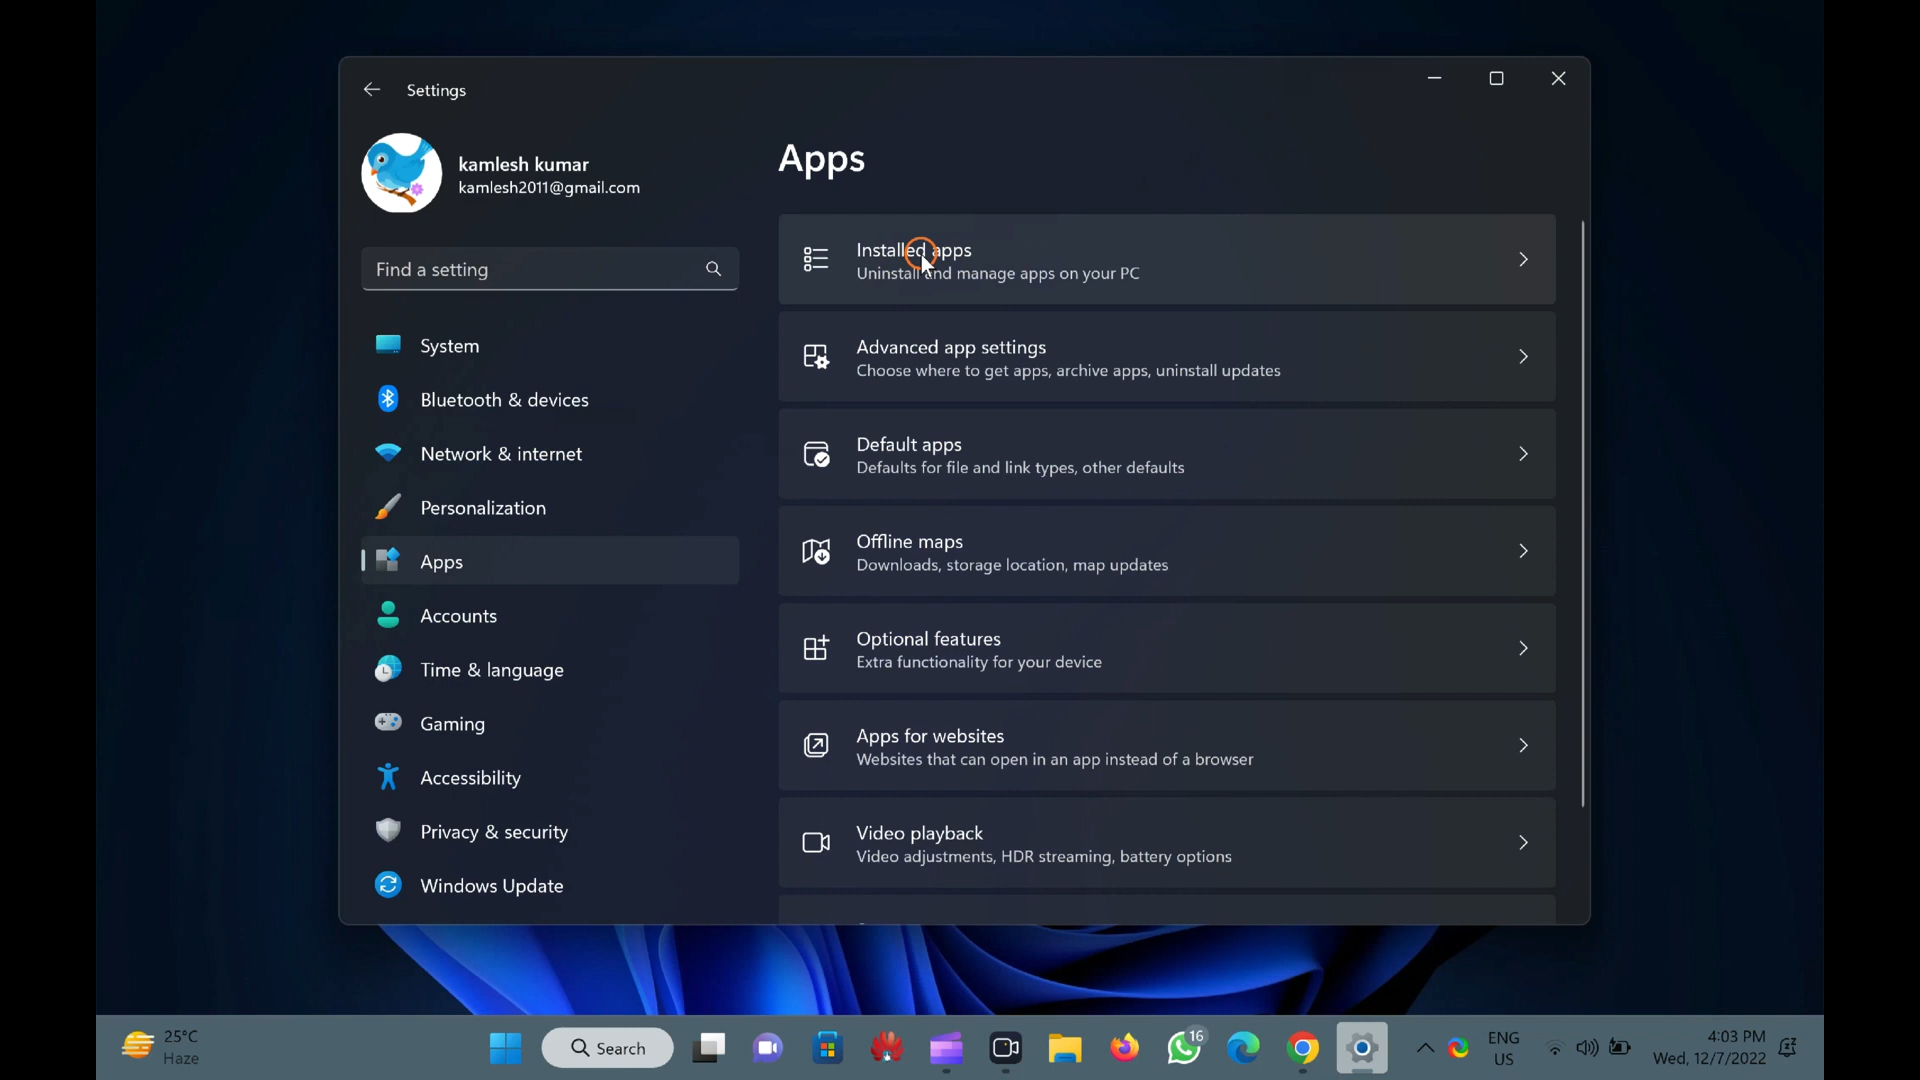 Settings
kamlesh kumar
kamlesh2011@gmail.com
Find a setting
System
Bluetooth & devices
Network & internet
Personalization
Apps
Accounts
Time & language
Gaming
Accessibility
Privacy & security
Windows Update
Apps
Installed apps
Uninstall and manage apps on your PC
Advanced app settings
Choose where to get apps, archive apps, uninstall updates
Default apps
Defaults for file and link types, other defaults
Offline maps
Downloads, storage location, map updates
Optional features
Extra functionality for your device
Apps for websites
Websites that can open in an app instead of a browser
Video playback
Video adjustments, HDR streaming, battery options
25°C
Haze
Search
16
ENG
US
4:03 PM
Wed, 12/7/2022